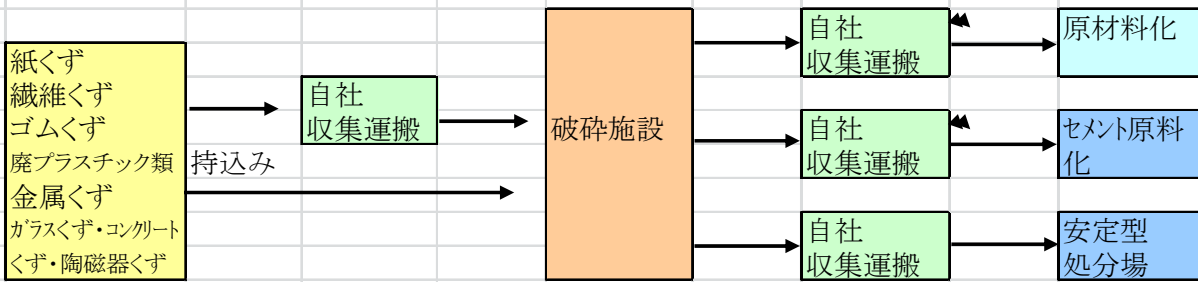 紙くず
繊維くず
ゴムくず
廃プラスチック類
金属くず
ガラスくず・コンクリート
くず・陶磁器くず
自社
収集運搬
持込み
破砕施設
自社
収集運搬
原材料化
自社
収集運搬
セメント原料
化
自社
収集運搬
安定型
処分場